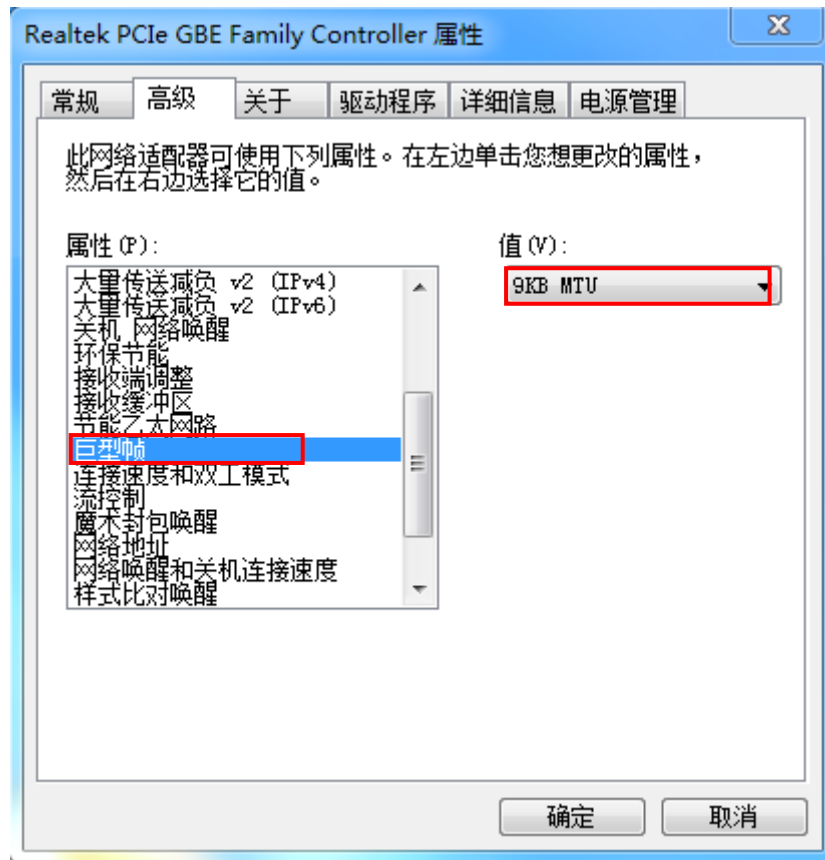 Realtek PCIe GBE Family Controller 属性
常规 高级 关于 驱动程序 详细信息 电源管理
此网络适配器可使用下列属性。在左边单击您想更改的属性，
然后在右边选择它的值。
属性(P):
值(V):
大量传送减负 v2 (IPv4)
大量传送减负 v2 (IPv6)
关机 网络唤醒
环保节能
接收端调整
接收缓冲区
节能乙太网路
巨型帧
连接速度和双工模式
流控制
魔术封包唤醒
网络地址
网络唤醒和关机连接速度
样式比对唤醒
9KB MTU
确定 取消